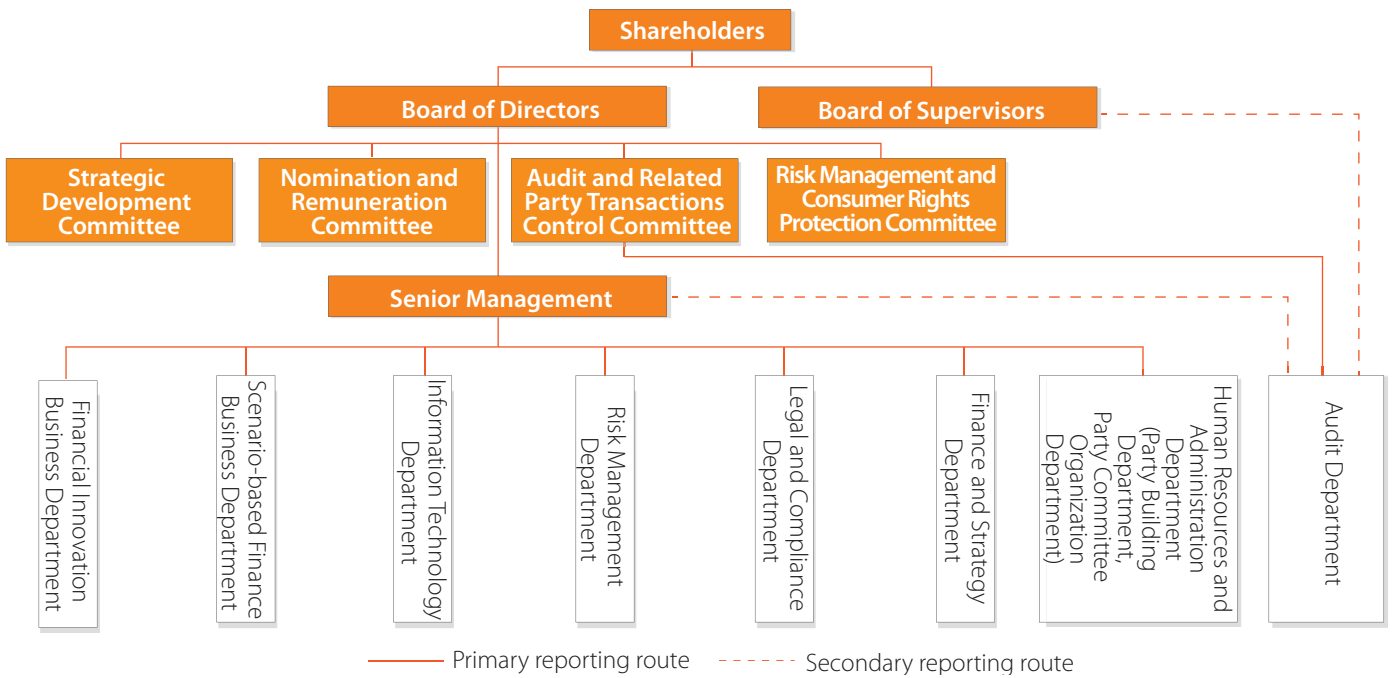 Shareholders
Board of Directors
Board of Supervisors
Strategic
Development
Committee
Nomination and
Remuneration
Committee
Audit and Related
Party Transactions
Control Committee
Risk Management and
Consumer Rights
Protection Committee
Senior Management
Financial Innovation
Business Department
Scenario-based Finance
Business Department
Information Technology
Department
Risk Management
Department
Legal and Compliance
Department
Finance and Strategy
Department
Human Resources and
Administration
Department
(Party Building
Department,
Party Committee
Organization
Department)
Audit Department
Primary reporting route
Secondary reporting route